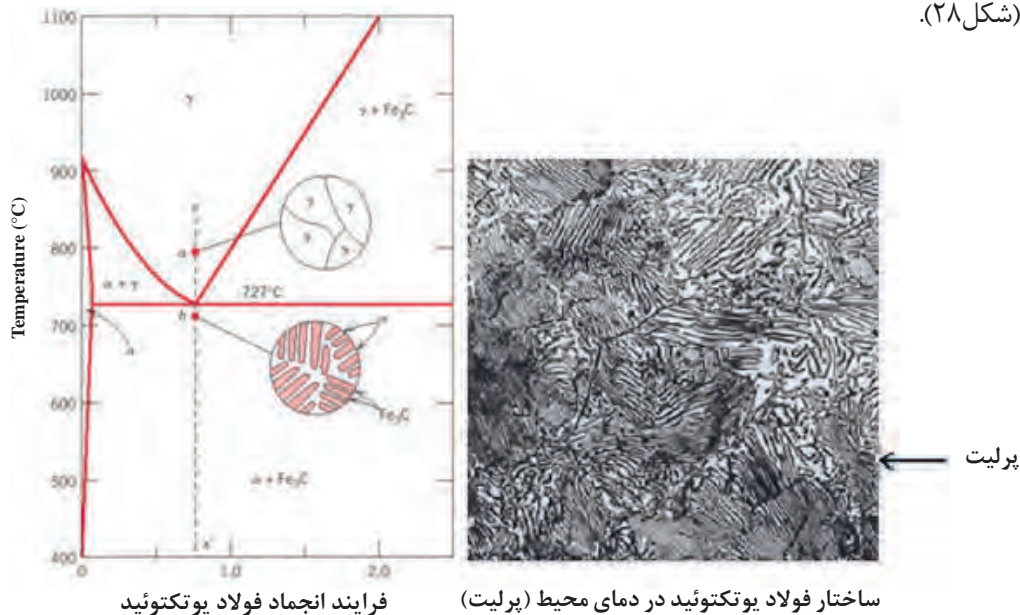 (شکل۲۸).
1100
1000
900
800
700
600
500
400
Temperature (°C)
γ
γ + Fe₃C
γ
γ
γ
γ
a
α + γ
727°C
b
α
α
Fe₃C
α + Fe₃C
x'
0
1.0
2.0
پرلیت
فرایند انجماد فولاد یوتکتوئید
ساختار فولاد یوتکتوئید در دمای محیط (پرلیت)